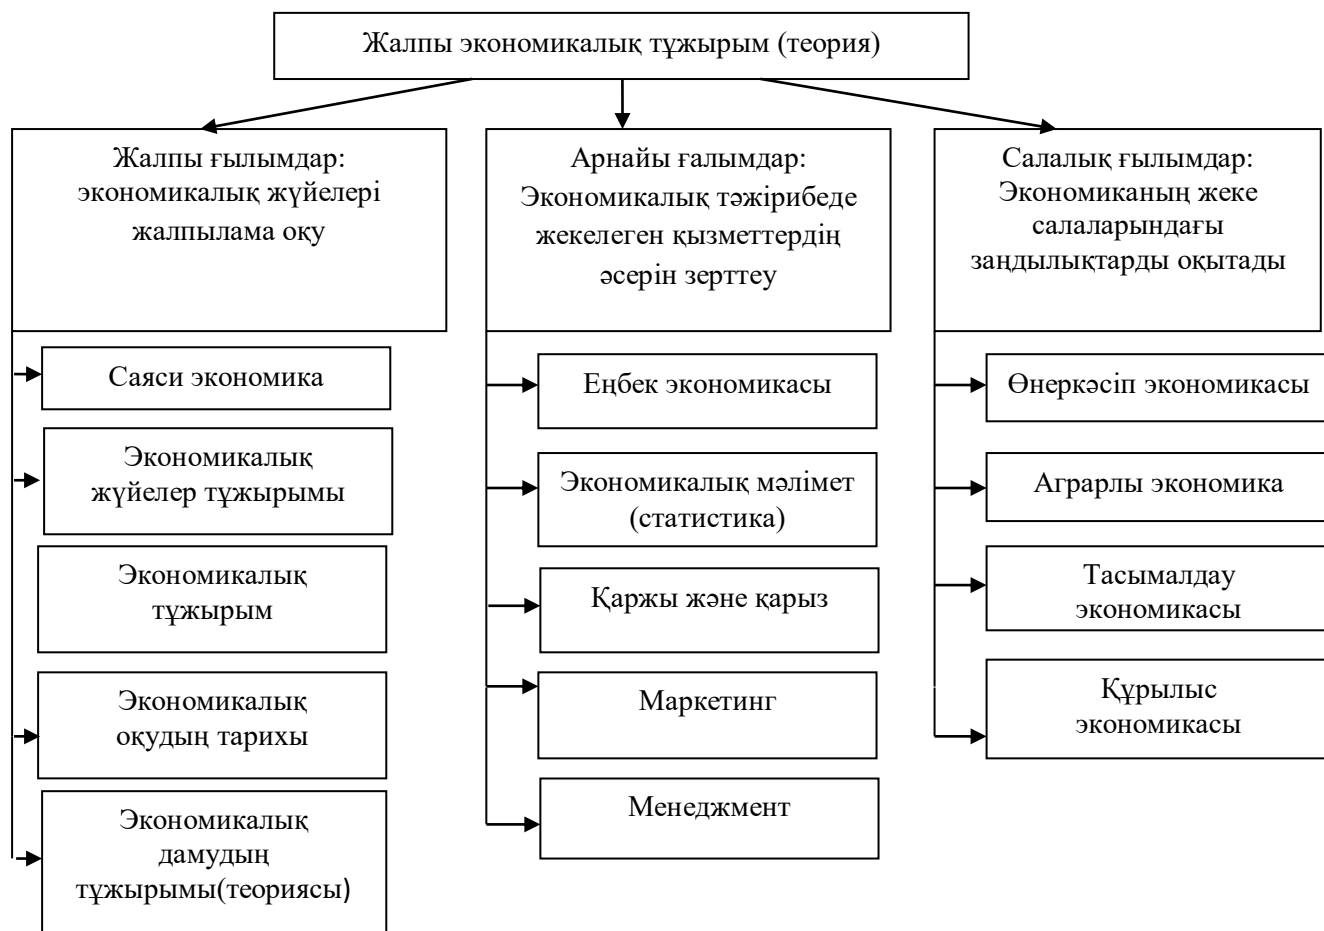 Жалпы экономикалық тұжырым (теория)
Жалпы ғылымдар:
экономикалық жүйелері
жалпылама оқу
Саяси экономика
Экономикалық
жүйелер тұжырымы
Экономикалық
тұжырым
Экономикалық
оқудың тарихы
Экономикалық
дамудың
тұжырымы(теориясы)
Арнайы ғалымдар:
Экономикалық тәжірибеде
жекелеген қызметтердің
әсерін зерттеу
Еңбек экономикасы
Экономикалық мәлімет
(статистика)
Қаржы және қарыз
Маркетинг
Менеджмент
Салалық ғылымдар:
Экономиканың жеке
салаларындағы
заңдылықтарды оқытады
Өнеркәсіп экономикасы
Аграрлы экономика
Тасымалдау
экономикасы
Құрылыс
экономикасы